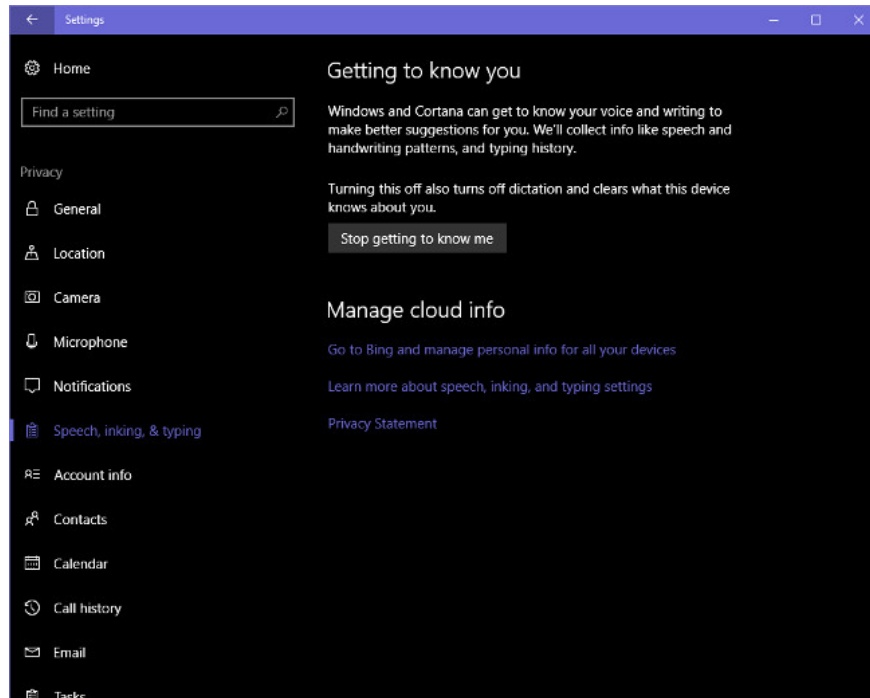 Settings
Home
Find a setting
Privacy
General
Location
Camera
Microphone
Notifications
Speech, inking, & typing
Account info
Contacts
Calendar
Call history
Email
Tasks
Getting to know you
Windows and Cortana can get to know your voice and writing to
make better suggestions for you. We'll collect info like speech and
handwriting patterns, and typing history.
Turning this off also turns off dictation and clears what this device
knows about you.
Stop getting to know me
Manage cloud info
Go to Bing and manage personal info for all your devices
Learn more about speech, inking, and typing settings
Privacy Statement